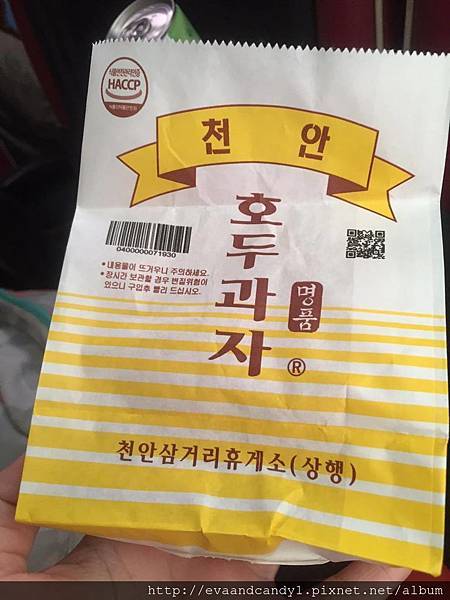 HACCP
천 안
호두과자
명품
®
0400000071930
• 내용물이 뜨거우니 주의하세요.
• 장시간 보관할 경우 변질위험이
있으니 구입후 빨리 드십시오.
천안삼거리휴게소(상행)
http://evaandcandy1.pixnet.net/album